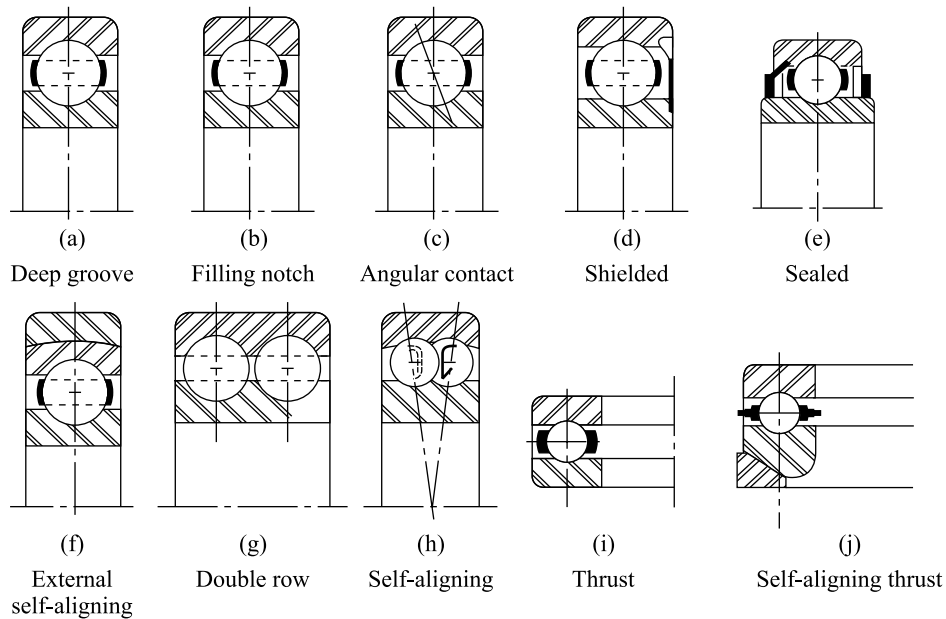 (a)
(b)
(c)
(d)
(e)
Deep groove
Filling notch
Angular contact
Shielded
Sealed
(f)
(g)
(h)
(i)
(j)
External
self-aligning
Double row
Self-aligning
Thrust
Self-aligning thrust